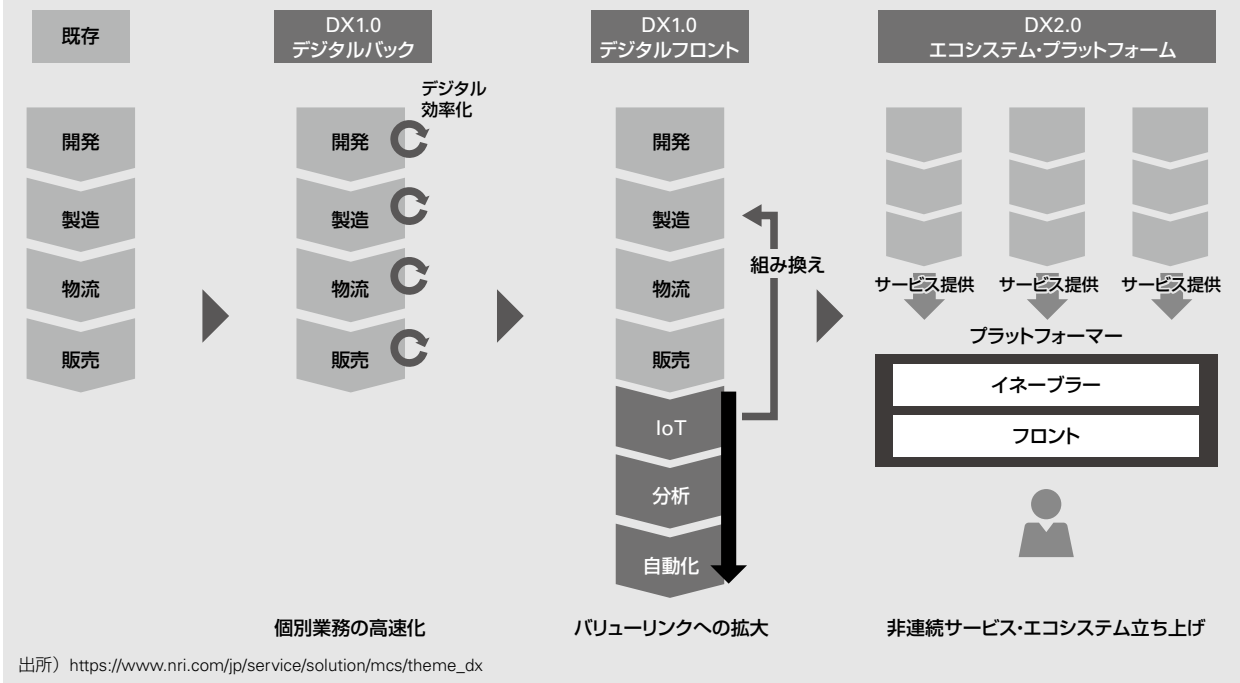 既存
DX1.0
デジタルバック
DX1.0
デジタルフロント
DX2.0
エコシステム・プラットフォーム
開発
製造
物流
販売
デジタル
効率化
開発
製造
物流
販売
開発
製造
物流
販売
IoT
分析
自動化
組み換え
サービス提供
サービス提供
サービス提供
プラットフォーマー
イネーブラー
フロント
個別業務の高速化
バリューリンクへの拡大
非連続サービス・エコシステム立ち上げ
出所）https://www.nri.com/jp/service/solution/mcs/theme_dx